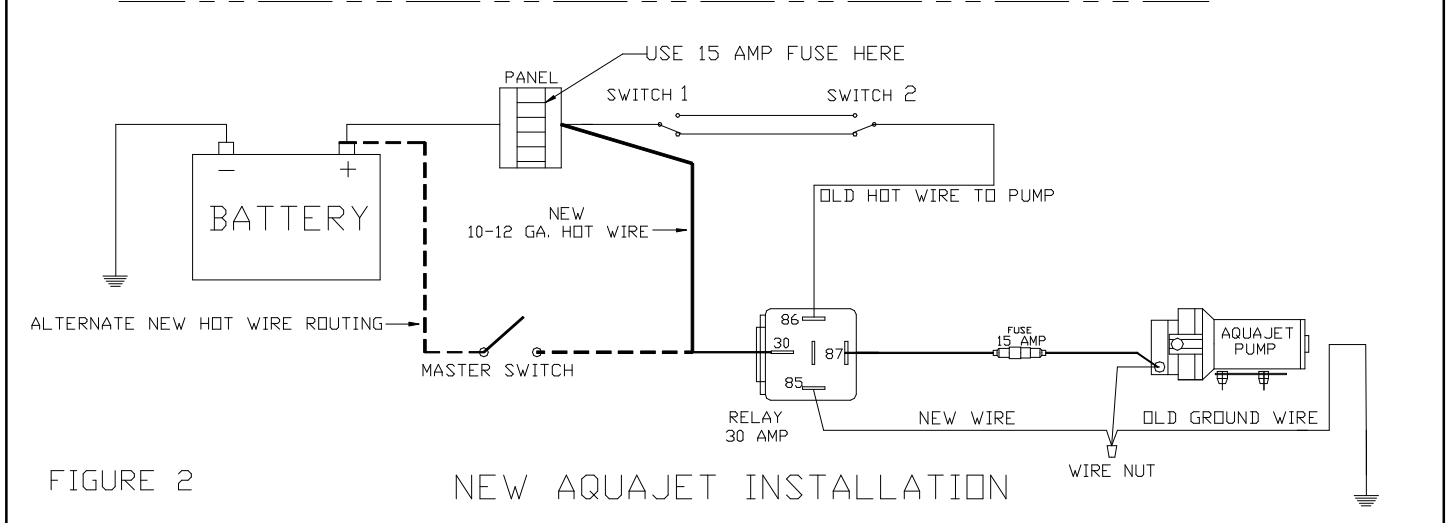 USE 15 AMP FUSE HERE
PANEL
SWITCH 1
SWITCH 2
- +
BATTERY
OLD HOT WIRE TO PUMP
NEW
10-12 GA. HOT WIRE
ALTERNATE NEW HOT WIRE ROUTING
MASTER SWITCH
86
30
87
85
RELAY
30 AMP
FUSE
15 AMP
AQUAJET
PUMP
NEW WIRE
OLD GROUND WIRE
WIRE NUT
FIGURE 2
NEW AQUAJET INSTALLATION